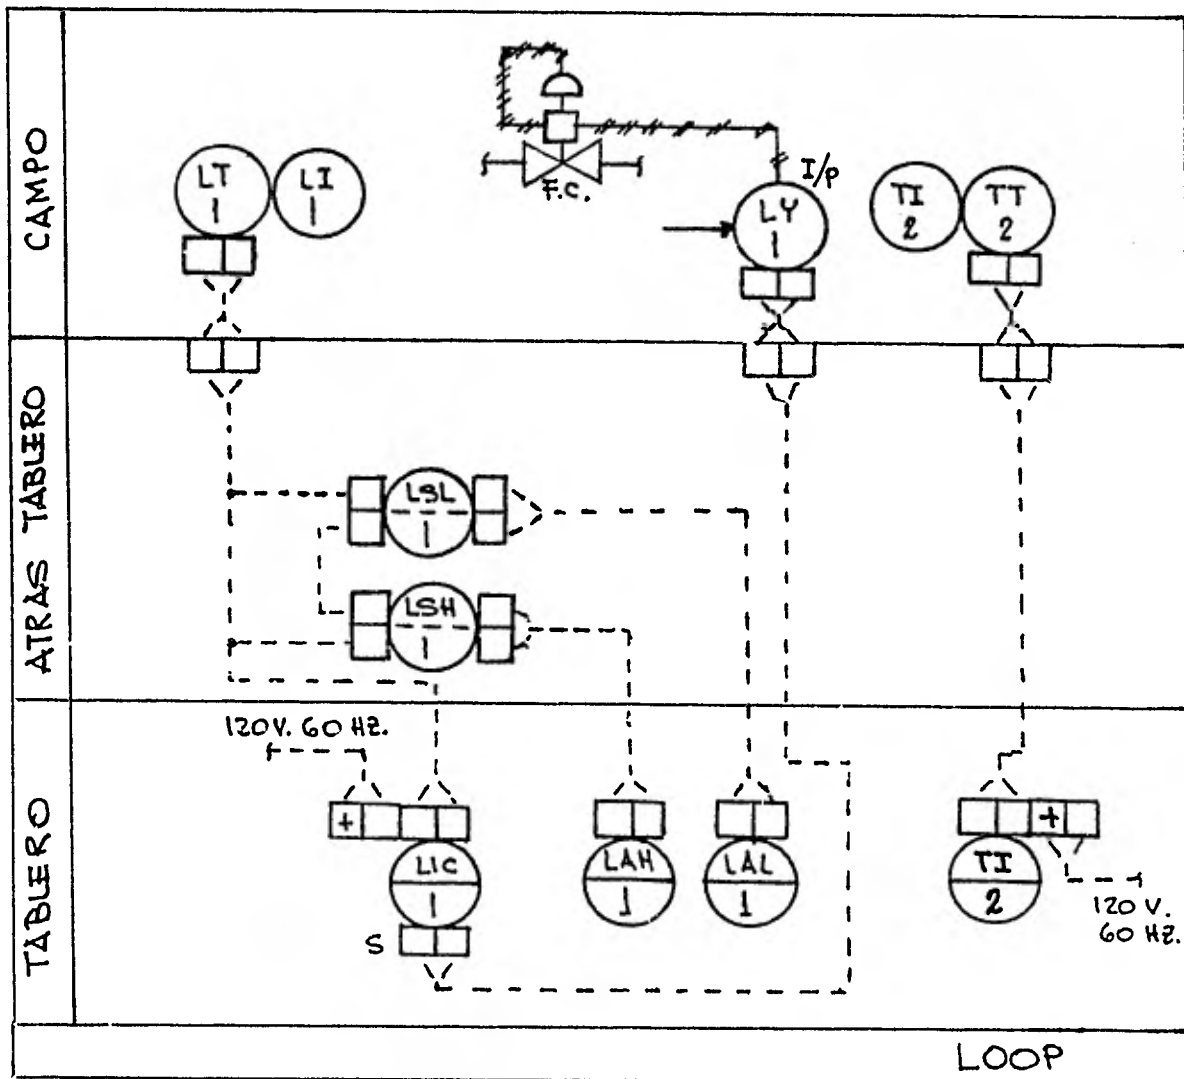 CAMPO
LT
1
LI
1
F.C.
I/P
LY
1
TI
2
TT
2
ATRAS TABLERO
LSL
1
LSH
1
TABLERO
120V. 60 HZ.
+
LIC
1
S
LAH
1
LAL
1
+
TI
2
120 V.
60 HZ.
LOOP